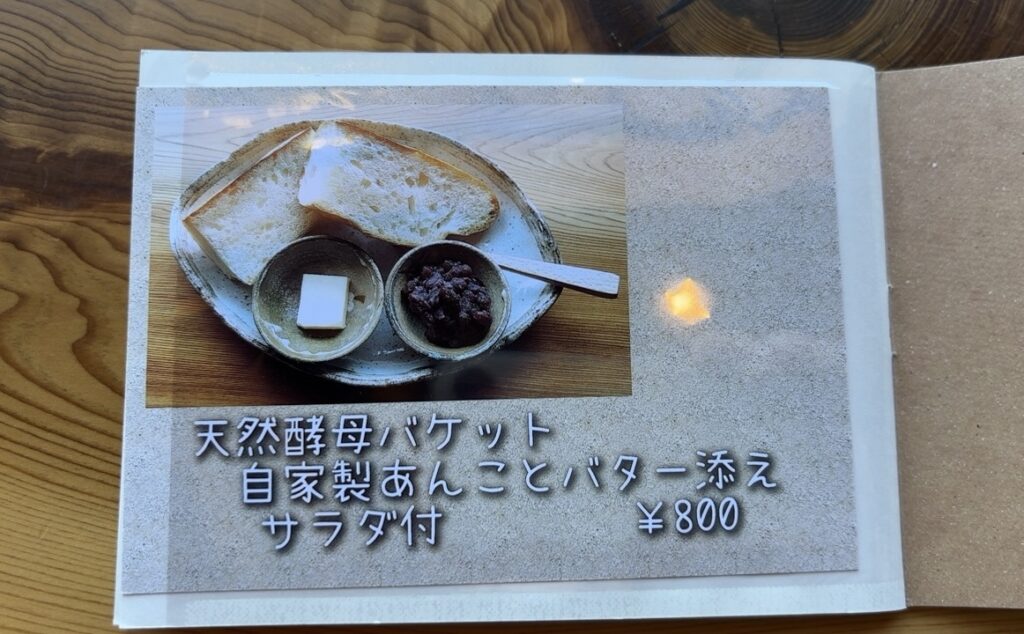 天然酵母バケット
自家製あんことバター添え
サラダ付 ¥800